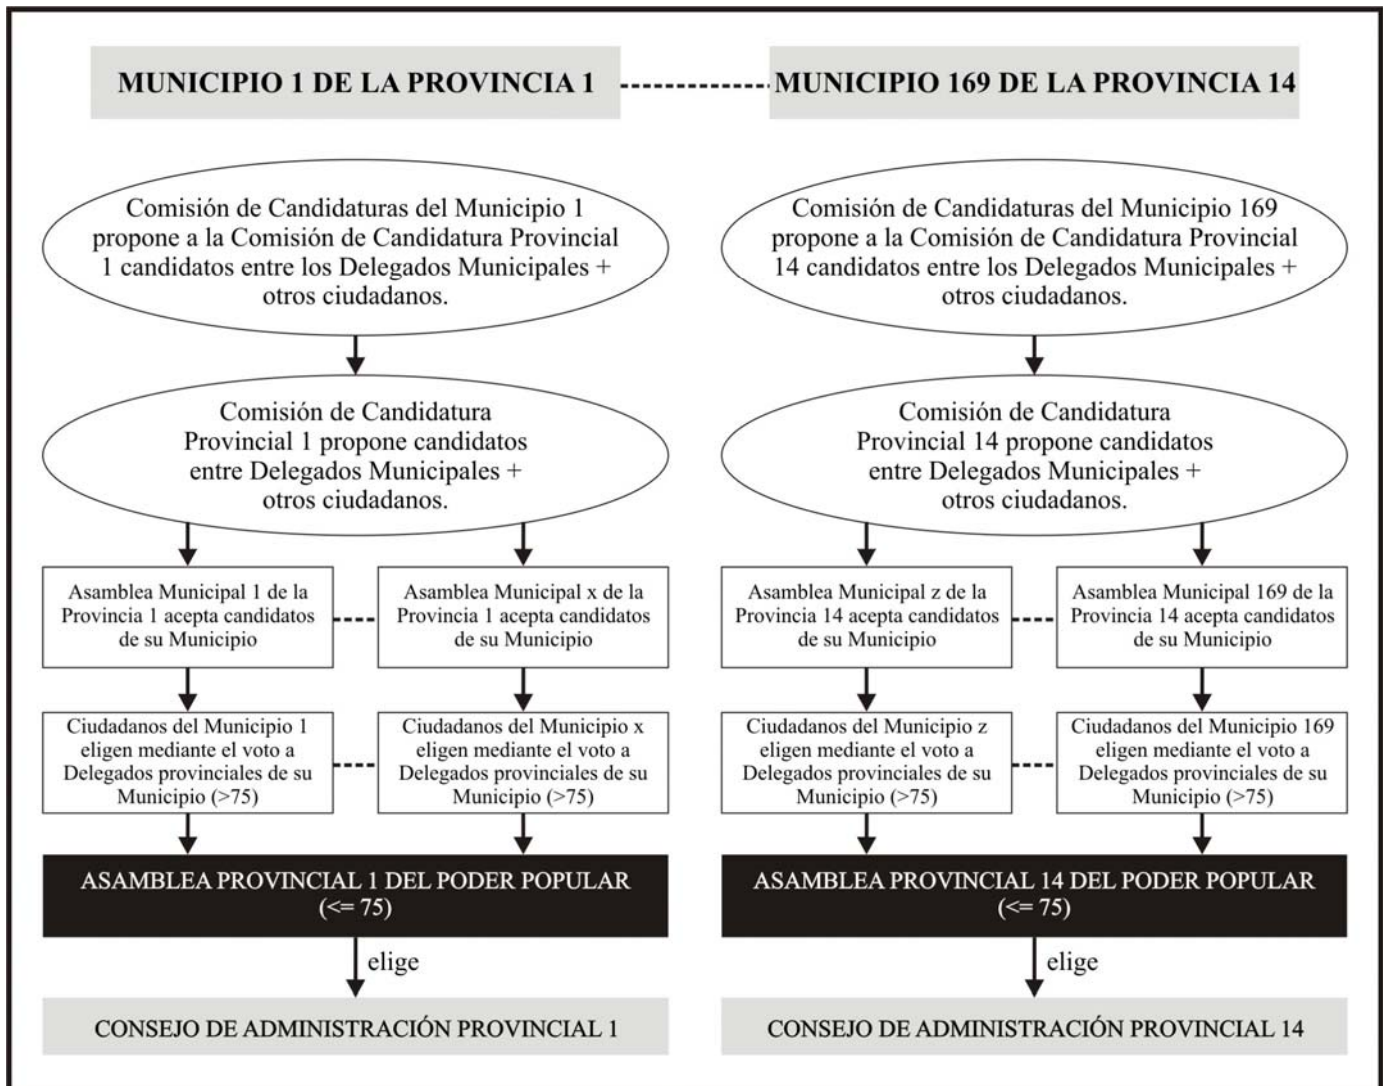 MUNICIPIO 1 DE LA PROVINCIA 1
MUNICIPIO 169 DE LA PROVINCIA 14
Comisión de Candidaturas del Municipio 1
propone a la Comisión de Candidatura Provincial
1 candidatos entre los Delegados Municipales +
otros ciudadanos.
Comisión de Candidaturas del Municipio 169
propone a la Comisión de Candidatura Provincial
14 candidatos entre los Delegados Municipales +
otros ciudadanos.
Comisión de Candidatura
Provincial 1 propone candidatos
entre Delegados Municipales +
otros ciudadanos.
Comisión de Candidatura
Provincial 14 propone candidatos
entre Delegados Municipales +
otros ciudadanos.
Asamblea Municipal 1 de la
Provincia 1 acepta candidatos
de su Municipio
Asamblea Municipal x de la
Provincia 1 acepta candidatos
de su Municipio
Asamblea Municipal z de la
Provincia 14 acepta candidatos
de su Municipio
Asamblea Municipal 169 de la
Provincia 14 acepta candidatos
de su Municipio
Ciudadanos del Municipio 1
eligen mediante el voto a
Delegados provinciales de su
Municipio (>75)
Ciudadanos del Municipio x
eligen mediante el voto a
Delegados provinciales de su
Municipio (>75)
Ciudadanos del Municipio z
eligen mediante el voto a
Delegados provinciales de su
Municipio (>75)
Ciudadanos del Municipio 169
eligen mediante el voto a
Delegados provinciales de su
Municipio (>75)
ASAMBLEA PROVINCIAL 1 DEL PODER POPULAR
(<= 75)
ASAMBLEA PROVINCIAL 14 DEL PODER POPULAR
(<= 75)
elige
elige
CONSEJO DE ADMINISTRACIÓN PROVINCIAL 1
CONSEJO DE ADMINISTRACIÓN PROVINCIAL 14